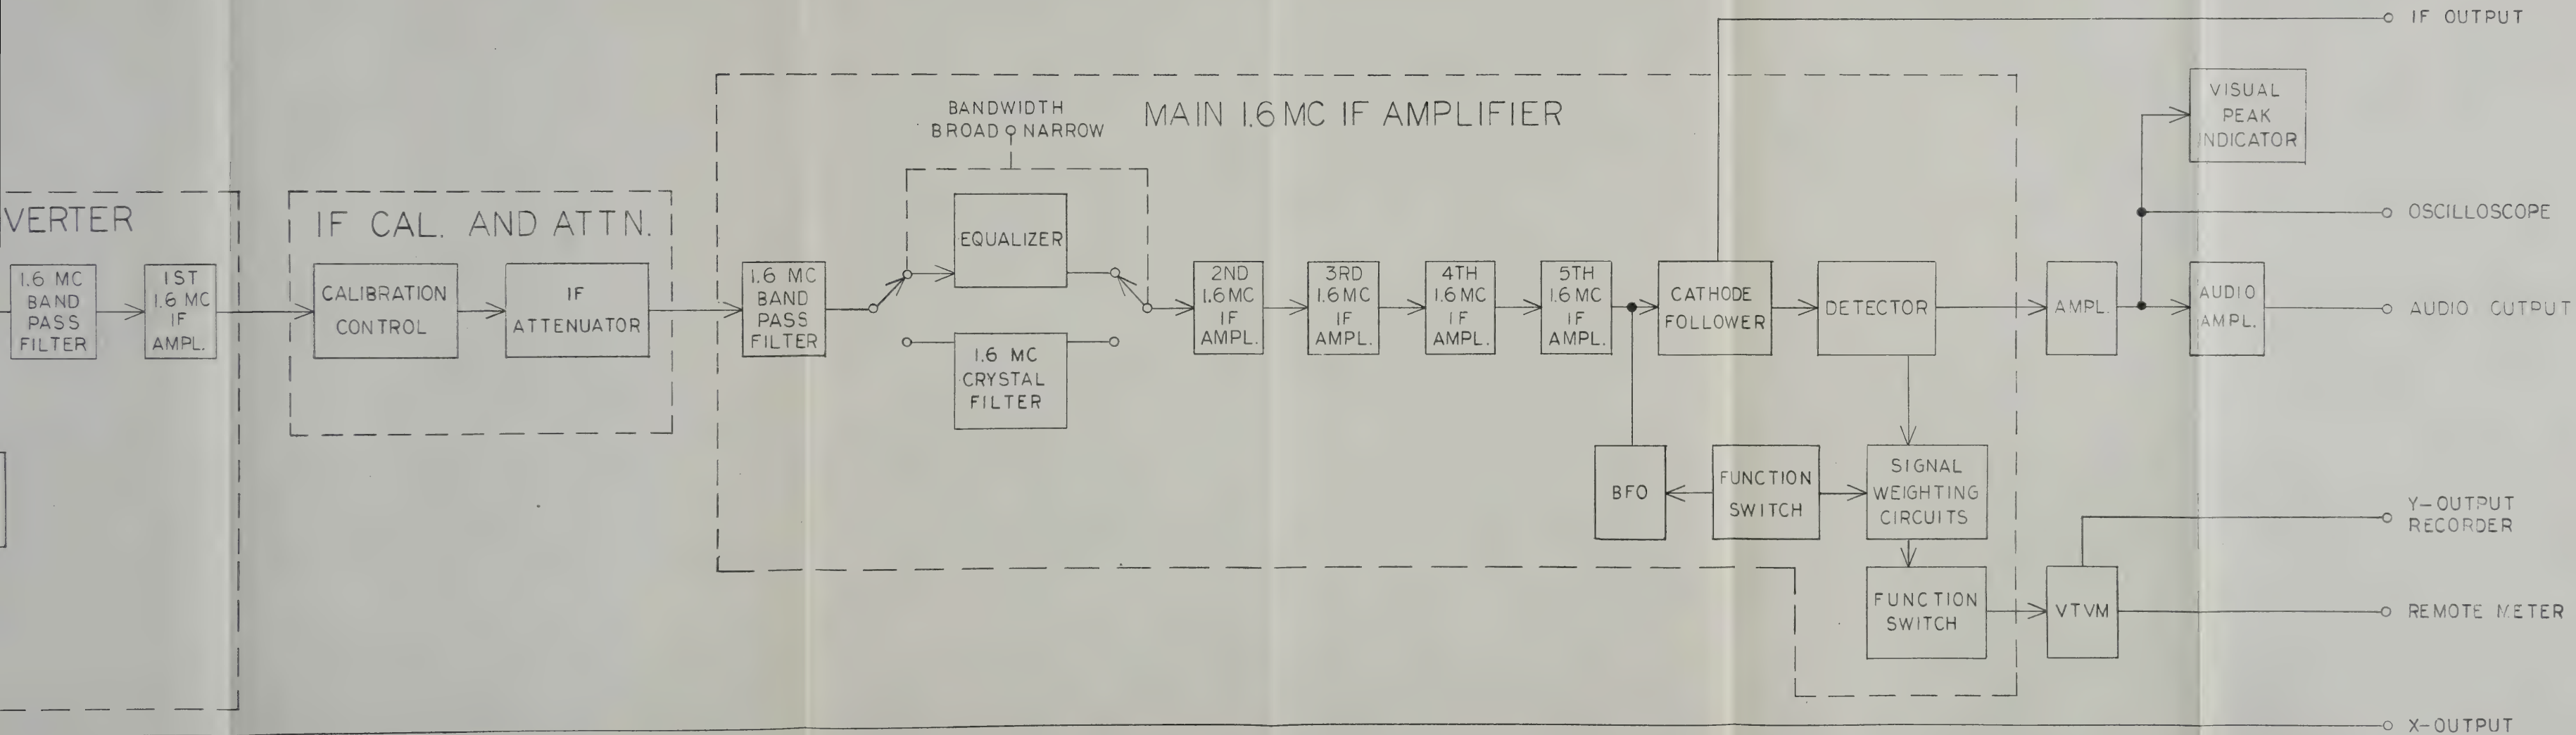 IF OUTPUT
VISUAL
PEAK
INDICATOR
BANDWIDTH
BROAD NARROW
MAIN 1.6 MC IF AMPLIFIER
OSCILLOSCOPE
VERTER
IF CAL. AND ATTN.
EQUALIZER
1.6 MC
BAND
PASS
FILTER
1ST
1.6 MC
IF
AMPL.
CALIBRATION
CONTROL
IF
ATTENUATOR
1.6 MC
BAND
PASS
FILTER
1.6 MC
CRYSTAL
FILTER
2ND
1.6 MC
IF
AMPL.
3RD
1.6 MC
IF
AMPL.
4TH
1.6 MC
IF
AMPL.
5TH
1.6 MC
IF
AMPL.
CATHODE
FOLLOWER
DETECTOR
AMPL.
AUDIO
AMPL.
AUDIO OUTPUT
BFO
FUNCTION
SWITCH
SIGNAL
WEIGHTING
CIRCUITS
Y-OUTPUT
RECORDER
FUNCTION
SWITCH
VTVM
REMOTE METER
X-OUTPUT